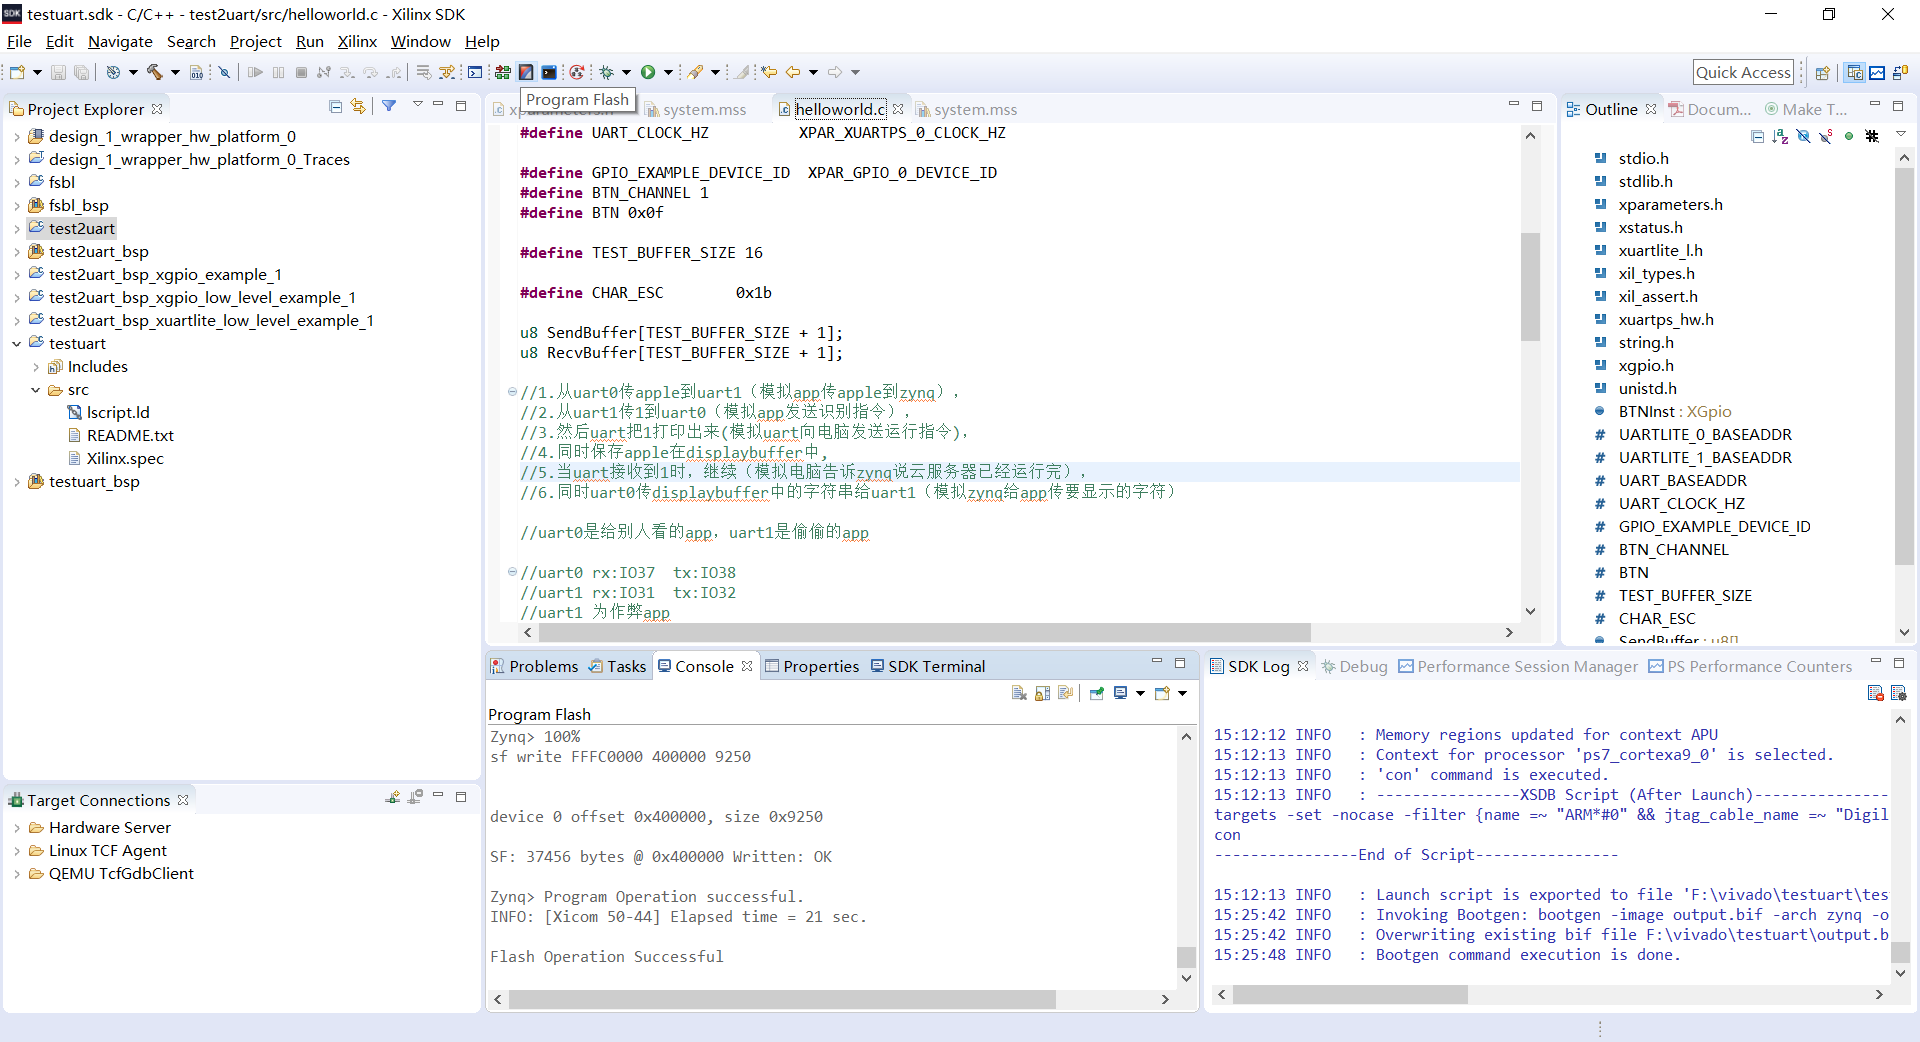 testuart.sdk - C/C++ - test2uart/src/helloworld.c - Xilinx SDK
File Edit Navigate Search Project Run Xilinx Window Help
Quick Access
Program Flash
Project Explorer
design_1_wrapper_hw_platform_0
design_1_wrapper_hw_platform_0_Traces
fsbl
fsbl_bsp
test2uart
test2uart_bsp
test2uart_bsp_xgpio_example_1
test2uart_bsp_xgpio_low_level_example_1
test2uart_bsp_xuartlite_low_level_example_1
testuart
Includes
src
lscript.ld
README.txt
Xilinx.spec
testuart_bsp
Target Connections
Hardware Server
Linux TCF Agent
QEMU TcfGdbClient
system.mss
helloworld.c
system.mss
#define UART_CLOCK_HZ XPAR_XUARTPS_0_CLOCK_HZ
#define GPIO_EXAMPLE_DEVICE_ID XPAR_GPIO_0_DEVICE_ID
#define BTN_CHANNEL 1
#define BTN 0x0f
#define TEST_BUFFER_SIZE 16
#define CHAR_ESC 0x1b
u8 SendBuffer[TEST_BUFFER_SIZE + 1];
u8 RecvBuffer[TEST_BUFFER_SIZE + 1];
//1.从uart0传apple到uart1（模拟app传apple到zynq），
//2.从uart1传1到uart0（模拟app发送识别指令），
//3.然后uart把1打印出来(模拟uart向电脑发送运行指令)，
//4.同时保存apple在displaybuffer中,
//5.当uart接收到1时，继续（模拟电脑告诉zynq说云服务器已经运行完），
//6.同时uart0传displaybuffer中的字符串给uart1（模拟zynq给app传要显示的字符）
//uart0是给别人看的app，uart1是偷偷的app
//uart0 rx:IO37 tx:IO38
//uart1 rx:IO31 tx:IO32
//uart1 为作弊app
Outline
Docum...
Make T...
stdio.h
stdlib.h
xparameters.h
xstatus.h
xuartlite_l.h
xil_types.h
xil_assert.h
xuartps_hw.h
string.h
xgpio.h
unistd.h
BTNInst : XGpio
UARTLITE_0_BASEADDR
UARTLITE_1_BASEADDR
UART_BASEADDR
UART_CLOCK_HZ
GPIO_EXAMPLE_DEVICE_ID
BTN_CHANNEL
BTN
TEST_BUFFER_SIZE
CHAR_ESC
SendBuffer : u8[]
Problems Tasks Console Properties SDK Terminal
Program Flash
Zynq> 100%
sf write FFFC0000 400000 9250
device 0 offset 0x400000, size 0x9250
SF: 37456 bytes @ 0x400000 Written: OK
Zynq> Program Operation successful.
INFO: [Xicom 50-44] Elapsed time = 21 sec.
Flash Operation Successful
SDK Log Debug Performance Session Manager PS Performance Counters
15:12:12 INFO : Memory regions updated for context APU
15:12:13 INFO : Context for processor 'ps7_cortexa9_0' is selected.
15:12:13 INFO : 'con' command is executed.
15:12:13 INFO : ----------------XSDB Script (After Launch)---------------
targets -set -nocase -filter {name =~ "ARM*#0" && jtag_cable_name =~ "Digil
con
----------------End of Script----------------
15:12:13 INFO : Launch script is exported to file 'F:\vivado\testuart\tes
15:25:42 INFO : Invoking Bootgen: bootgen -image output.bif -arch zynq -o
15:25:42 INFO : Overwriting existing bif file F:\vivado\testuart\output.b
15:25:48 INFO : Bootgen command execution is done.